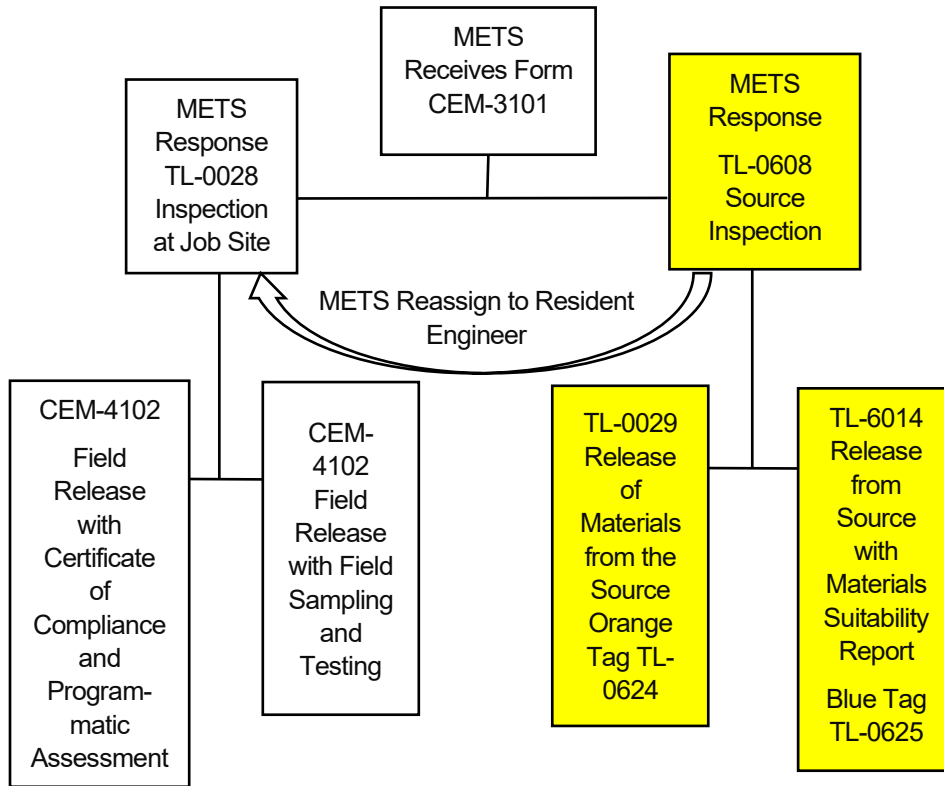 METS
Receives Form
CEM-3101
METS
Response
TL-0028
Inspection
at Job Site
METS
Response
TL-0608
Source
Inspection
METS Reassign to Resident
Engineer
CEM-4102
Field
Release
with
Certificate
of
Compliance
and
Program-
matic
Assessment
CEM-
4102
Field
Release
with Field
Sampling
and
Testing
TL-0029
Release
of
Materials
from the
Source
Orange
Tag TL-
0624
TL-6014
Release
from
Source
with
Materials
Suitability
Report
Blue Tag
TL-0625